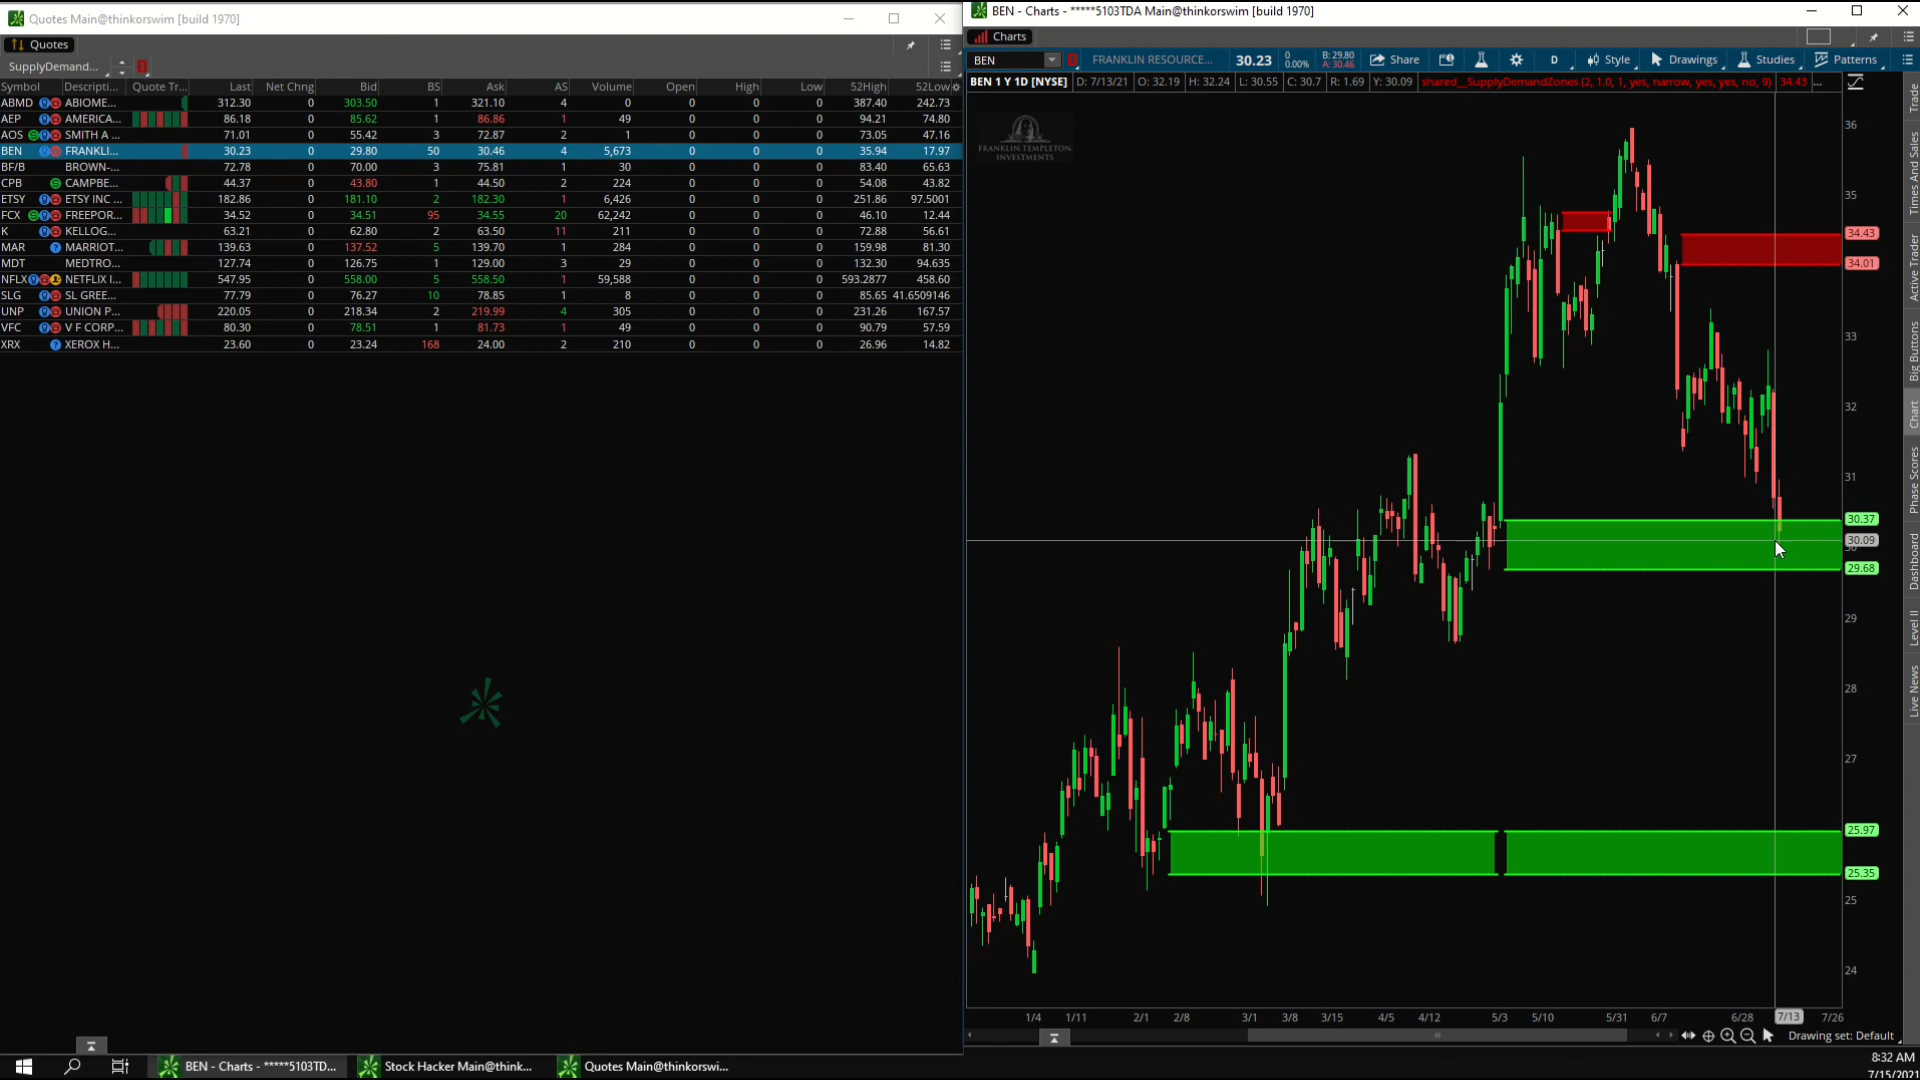 Quotes Main@thinkorswim [build 1970]
Quotes
SupplyDemand...
Symbol Descripti... Quote Tr... Last Net Chng Bid BS Ask AS Volume Open High Low 52High 52Low
ABMD ABIOME... 312.30 0 303.50 1 321.10 4 0 0 0 0 387.40 242.73
AEP AMERICA... 86.18 0 85.62 1 86.86 1 49 0 0 0 94.21 74.80
AOS SMITH A ... 71.01 0 55.42 3 72.87 2 1 0 0 0 73.05 47.16
BEN FRANKLI... 30.23 0 29.80 50 30.46 4 5,673 0 0 0 35.94 17.97
BF/B BROWN-... 72.78 0 70.00 3 75.81 1 30 0 0 0 83.40 65.63
CPB CAMPBE... 44.37 0 43.80 1 44.50 2 224 0 0 0 54.08 43.82
ETSY ETSY INC ... 182.86 0 181.10 2 182.30 1 6,426 0 0 0 251.86 97.5001
FCX FREEPOR... 34.52 0 34.51 95 34.55 20 62,242 0 0 0 46.10 12.44
K KELLOG... 63.21 0 62.80 2 63.50 11 211 0 0 0 72.88 56.61
MAR MARRIOT... 139.63 0 137.52 5 139.70 1 284 0 0 0 159.98 81.30
MDT MEDTRO... 127.74 0 126.75 1 129.00 3 29 0 0 0 132.30 94.635
NFLX NETFLIX I... 547.95 0 558.00 5 558.50 1 59,588 0 0 0 593.2877 458.60
SLG SL GREE... 77.79 0 76.27 10 78.85 1 8 0 0 0 85.65 41.6509146
UNP UNION P... 220.05 0 218.34 2 219.99 4 305 0 0 0 231.26 167.57
VFC V F CORP... 80.30 0 78.51 1 81.73 1 49 0 0 0 90.79 57.59
XRX XEROX H... 23.60 0 23.24 168 24.00 2 210 0 0 0 26.96 14.82
BEN - Charts - *****5103TDA Main@thinkorswim [build 1970]
Charts
BEN FRANKLIN RESOURCE... 30.23 0 0.00% B: 29.80 A: 30.46 Share D Style Drawings Studies Patterns
BEN 1 Y 1D [NYSE] D: 7/13/21 O: 32.19 H: 32.24 L: 30.55 C: 30.7 R: 1.69 Y: 30.09 shared__SupplyDemandZones (2, 1.0, 1, yes, narrow, yes, yes, no, 9) 34.43 ...
FRANKLIN TEMPLETON
INVESTMENTS
36
35
34.43
34.01
33
32
31
30.37
30.09
30
29.68
29
28
27
25.97
25.35
25
24
1/4 1/11 2/1 2/8 3/1 3/8 3/15 4/5 4/12 5/3 5/10 5/31 6/7 6/28 7/13 7/26
Drawing set: Default
Trade
Times And Sales
Active Trader
Big Buttons
Chart
Phase Scores
Dashboard
Level II
Live News
BEN - Charts - *****5103TD...
Stock Hacker Main@think...
Quotes Main@thinkorswi...
8:32 AM
7/15/2021